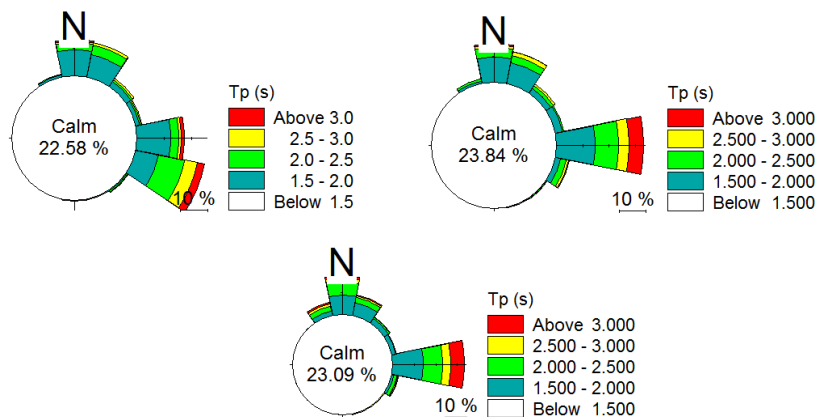 N
Calm
22.58 %
10 %
Tp (s)
Above 3.0
2.5 - 3.0
2.0 - 2.5
1.5 - 2.0
Below 1.5
N
Calm
23.84 %
Tp (s)
Above 3.000
2.500 - 3.000
2.000 - 2.500
1.500 - 2.000
Below 1.500
10 %
N
Calm
23.09 %
10 %
Tp (s)
Above 3.000
2.500 - 3.000
2.000 - 2.500
1.500 - 2.000
Below 1.500